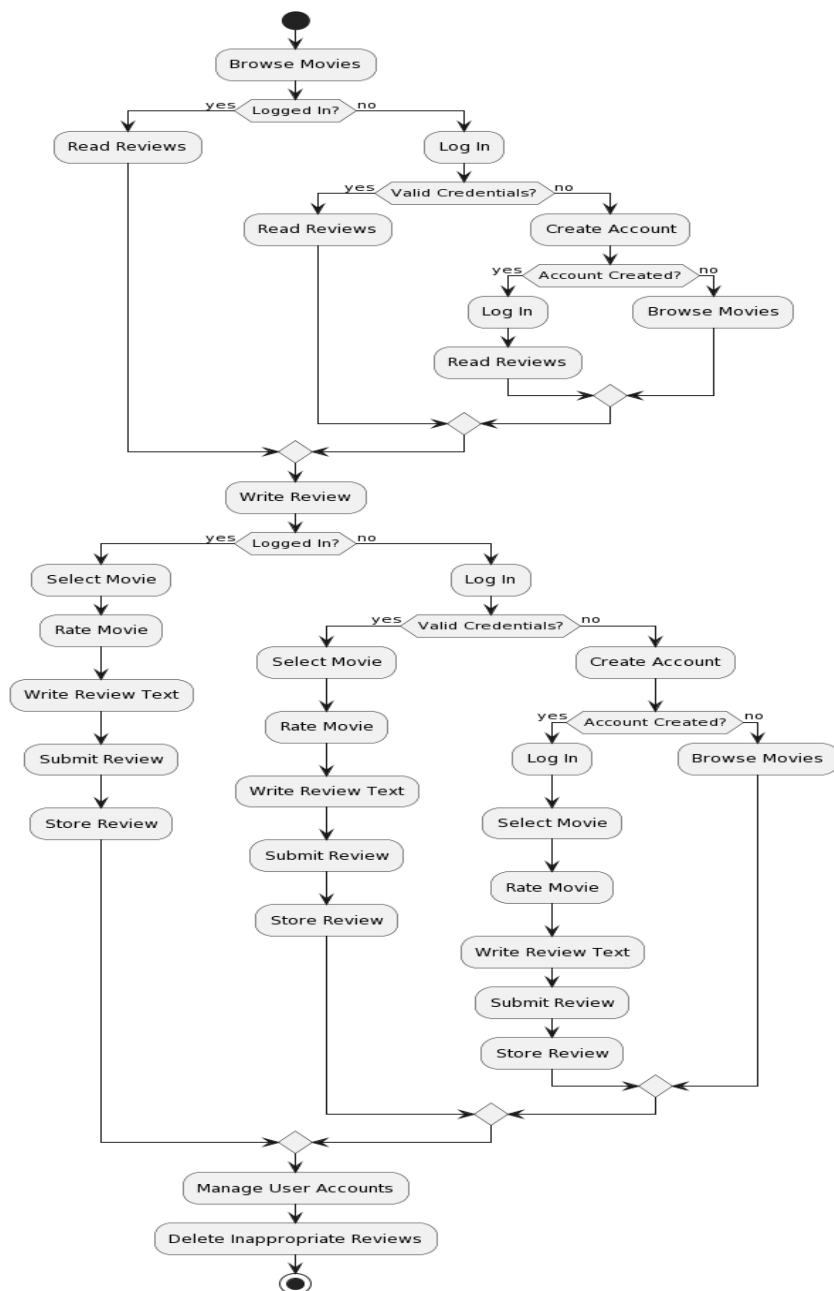 Browse Movies
yes
Logged In?
no
Read Reviews
Log In
yes
Valid Credentials?
no
Read Reviews
Create Account
yes
Account Created?
no
Log In
Browse Movies
Read Reviews
Write Review
yes
Logged In?
no
Select Movie
Log In
Rate Movie
yes
Valid Credentials?
no
Select Movie
Create Account
Write Review Text
Rate Movie
yes
Account Created?
no
Submit Review
Log In
Browse Movies
Write Review Text
Store Review
Select Movie
Submit Review
Rate Movie
Store Review
Write Review Text
Submit Review
Store Review
Manage User Accounts
Delete Inappropriate Reviews